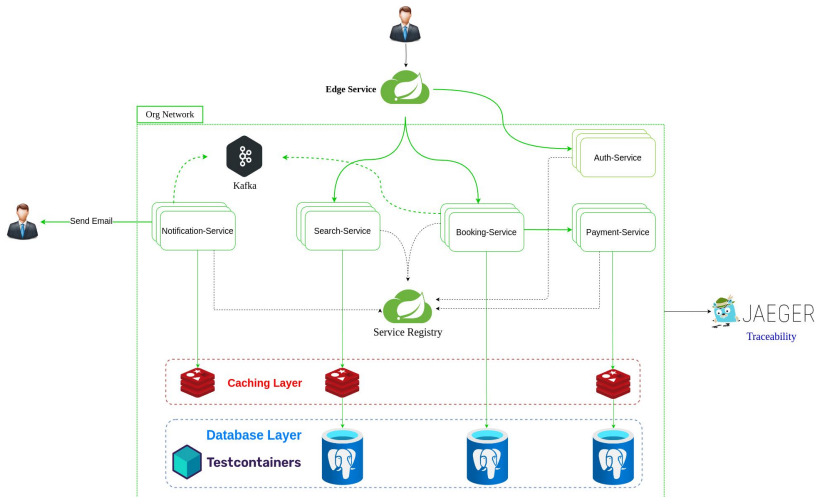 Edge Service
Org Network
Auth-Service
Kafka
Send Email
Notification-Service
Search-Service
Booking-Service
Payment-Service
Service Registry
JAEGER
Traceability
Caching Layer
Database Layer
Testcontainers